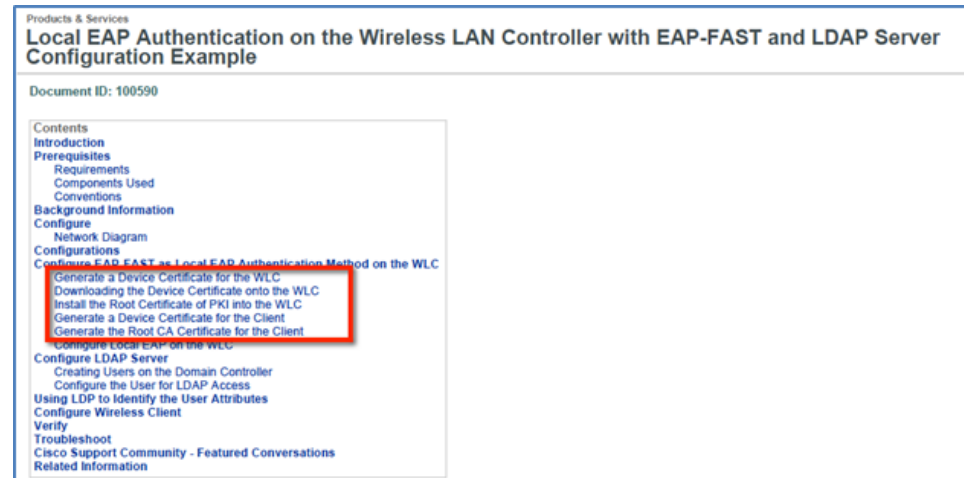 Products & Services
Local EAP Authentication on the Wireless LAN Controller with EAP-FAST and LDAP Server
Configuration Example
Document ID: 100590
Contents
Introduction
Prerequisites
Requirements
Components Used
Conventions
Background Information
Configure
Network Diagram
Configurations
Configure EAP-FAST as Local EAP Authentication Method on the WLC
Generate a Device Certificate for the WLC
Downloading the Device Certificate onto the WLC
Install the Root Certificate of PKI into the WLC
Generate a Device Certificate for the Client
Generate the Root CA Certificate for the Client
Configure Local EAP on the WLC
Configure LDAP Server
Creating Users on the Domain Controller
Configure the User for LDAP Access
Using LDP to Identify the User Attributes
Configure Wireless Client
Verify
Troubleshoot
Cisco Support Community - Featured Conversations
Related Information